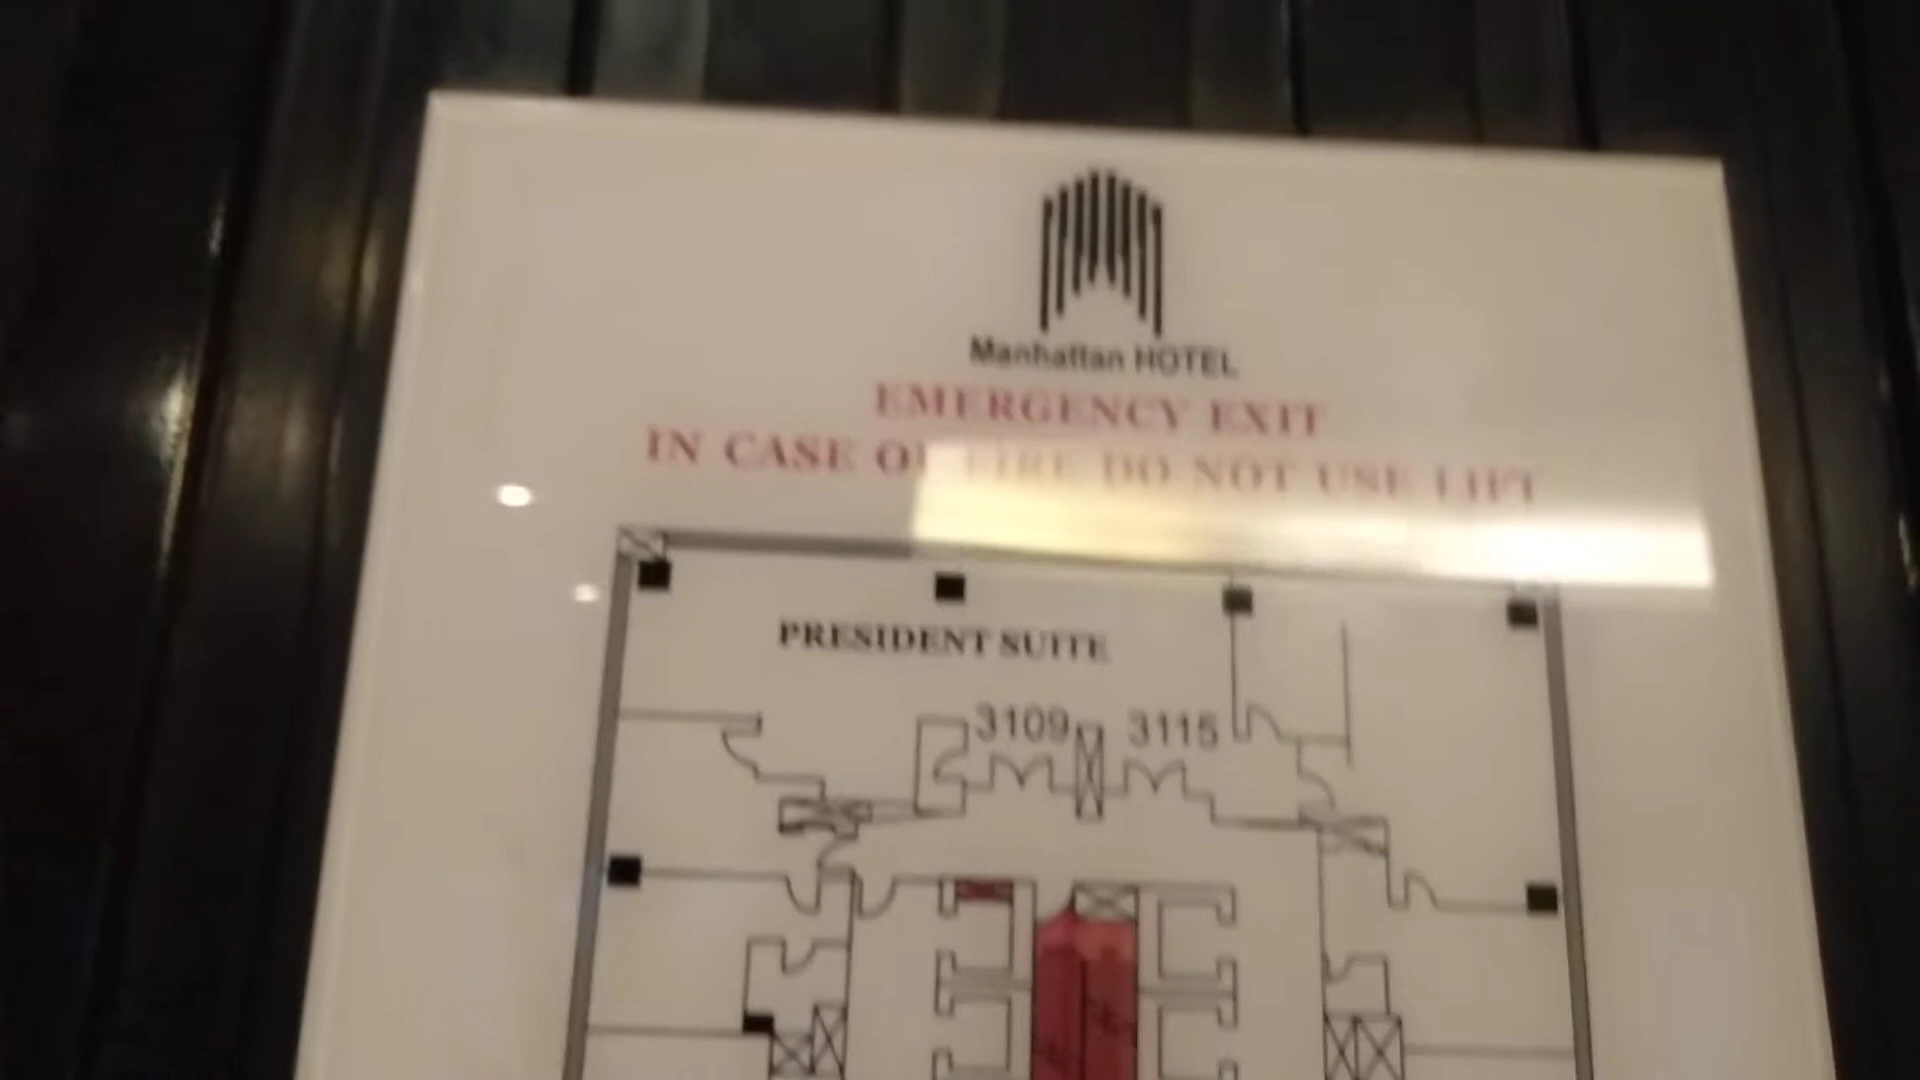 Manhattan HOTEL
EMERGENCY EXIT
IN CASE OF FIRE DO NOT USE LIFT
PRESIDENT SUITE
3109 3115